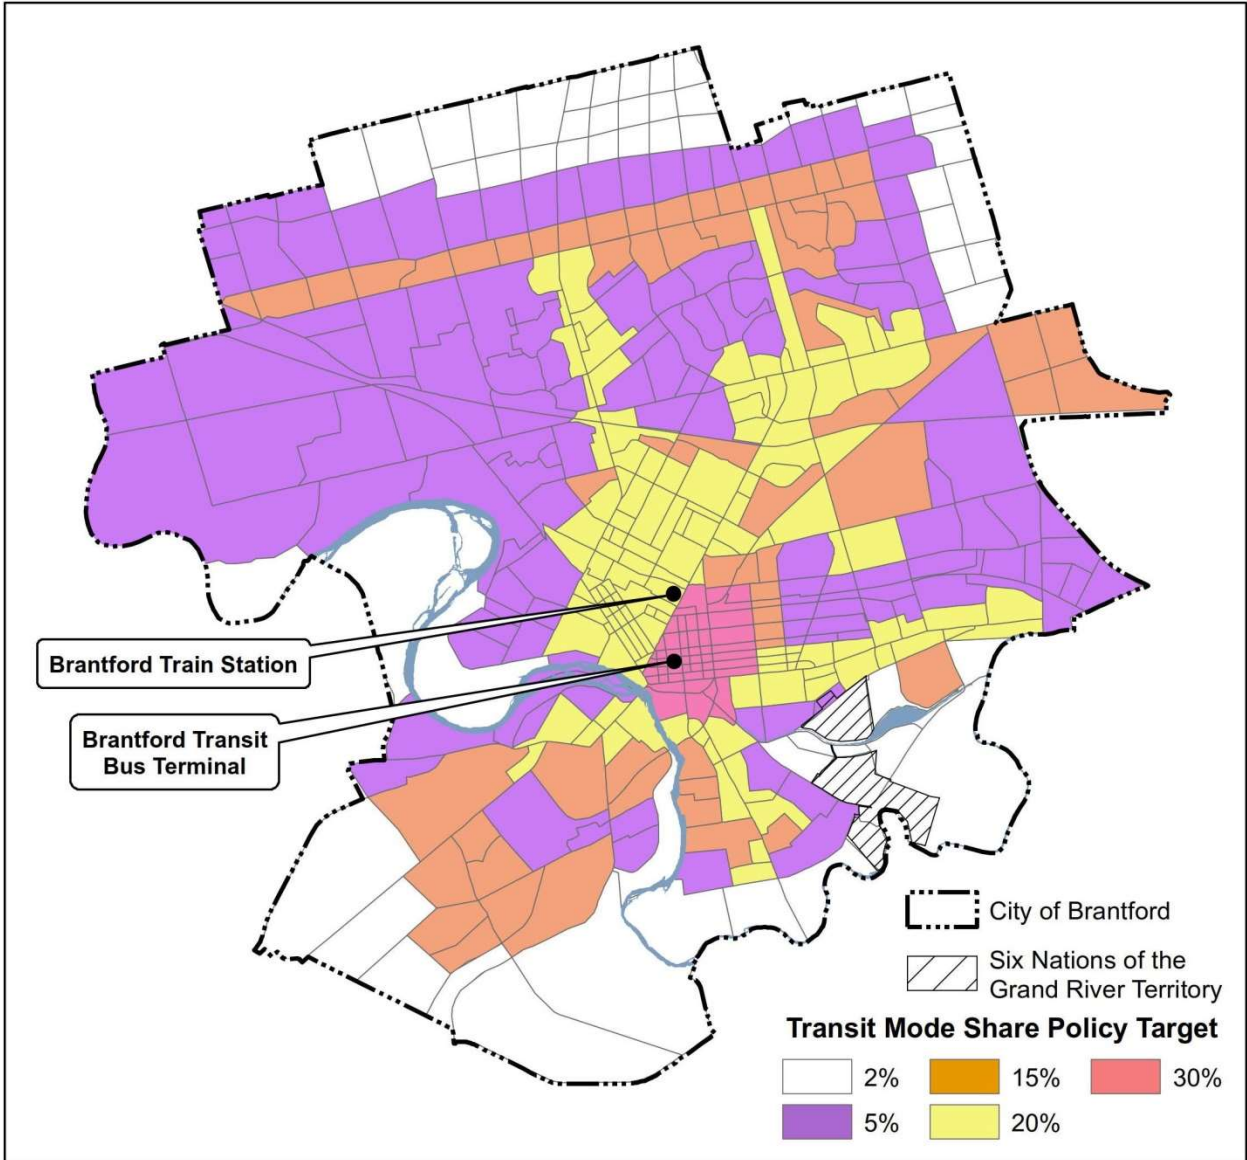 Brantford Train Station
Brantford Transit
Bus Terminal
City of Brantford
Six Nations of the
Grand River Territory
Transit Mode Share Policy Target
2%
15%
30%
5%
20%